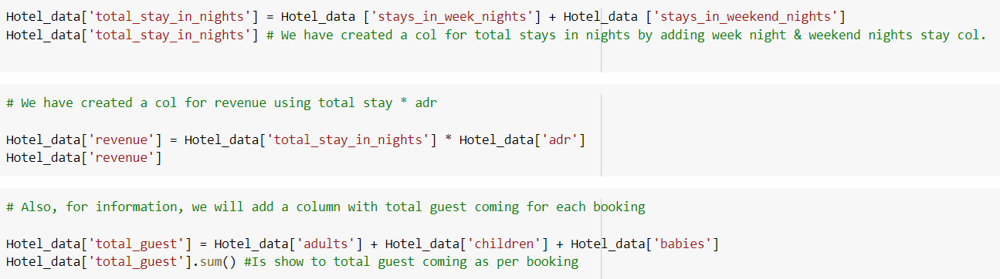 Hotel_data['total_stay_in_nights'] = Hotel_data ['stays_in_week_nights'] + Hotel_data ['stays_in_weekend_nights']
Hotel_data['total_stay_in_nights'] # We have created a col for total stays in nights by adding week night & weekend nights stay col.
# We have created a col for revenue using total stay * adr
Hotel_data['revenue'] = Hotel_data['total_stay_in_nights'] * Hotel_data['adr']
Hotel_data['revenue']
# Also, for information, we will add a column with total guest coming for each booking
Hotel_data['total_guest'] = Hotel_data['adults'] + Hotel_data['children'] + Hotel_data['babies']
Hotel_data['total_guest'].sum() #Is show to total guest coming as per booking